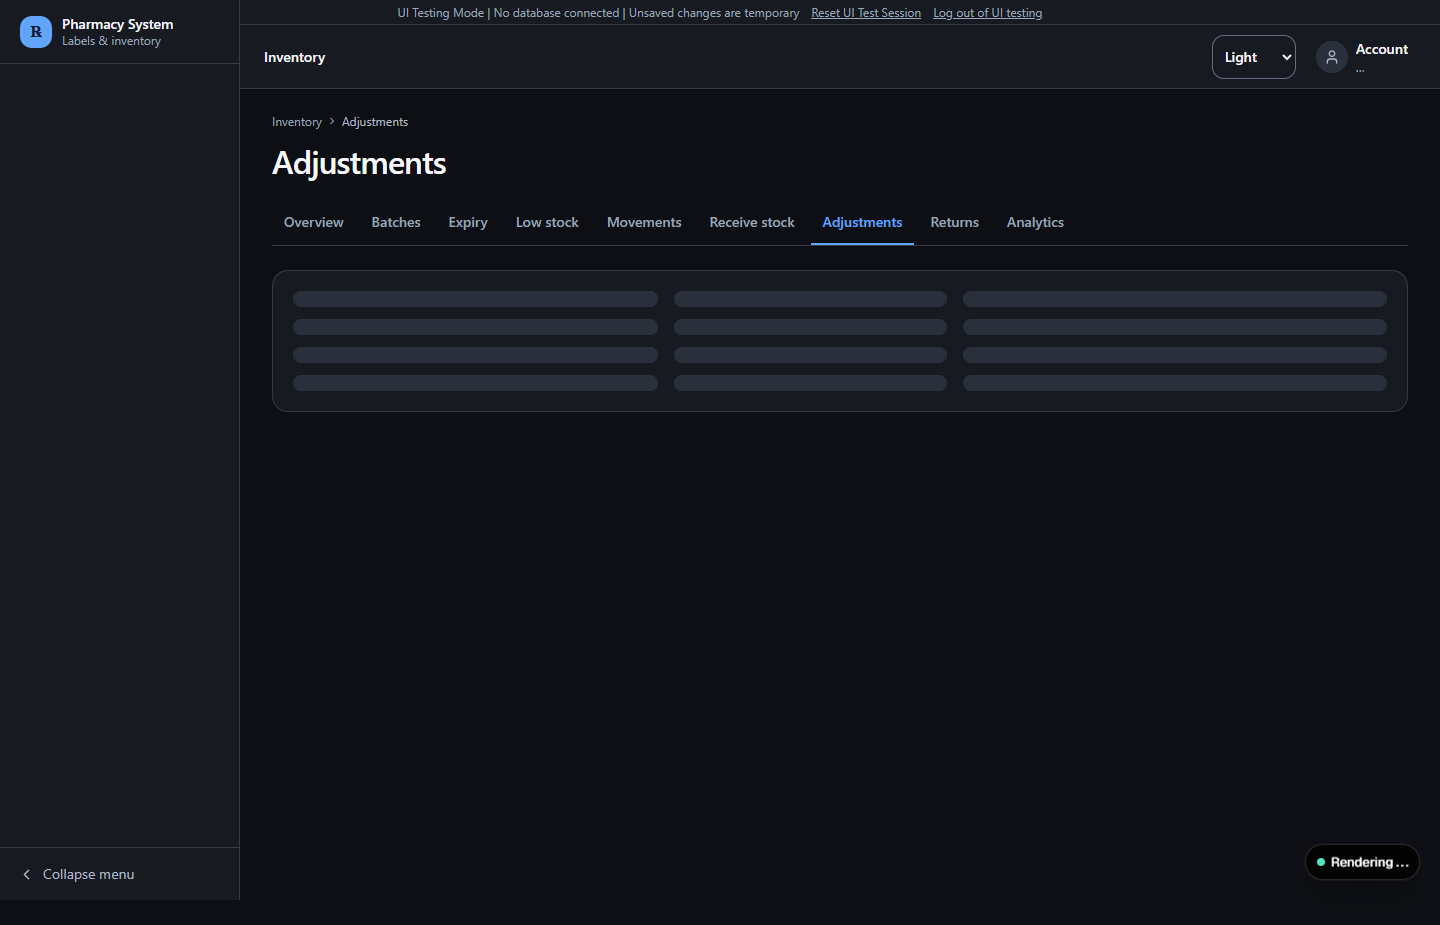 ℞
Pharmacy System
Labels & inventory
UI Testing Mode | No database connected | Unsaved changes are temporary Reset UI Test Session Log out of UI testing
Inventory
Light
Account
...
Inventory > Adjustments
Adjustments
Overview Batches Expiry Low stock Movements Receive stock Adjustments Returns Analytics
Collapse menu
Rendering ...